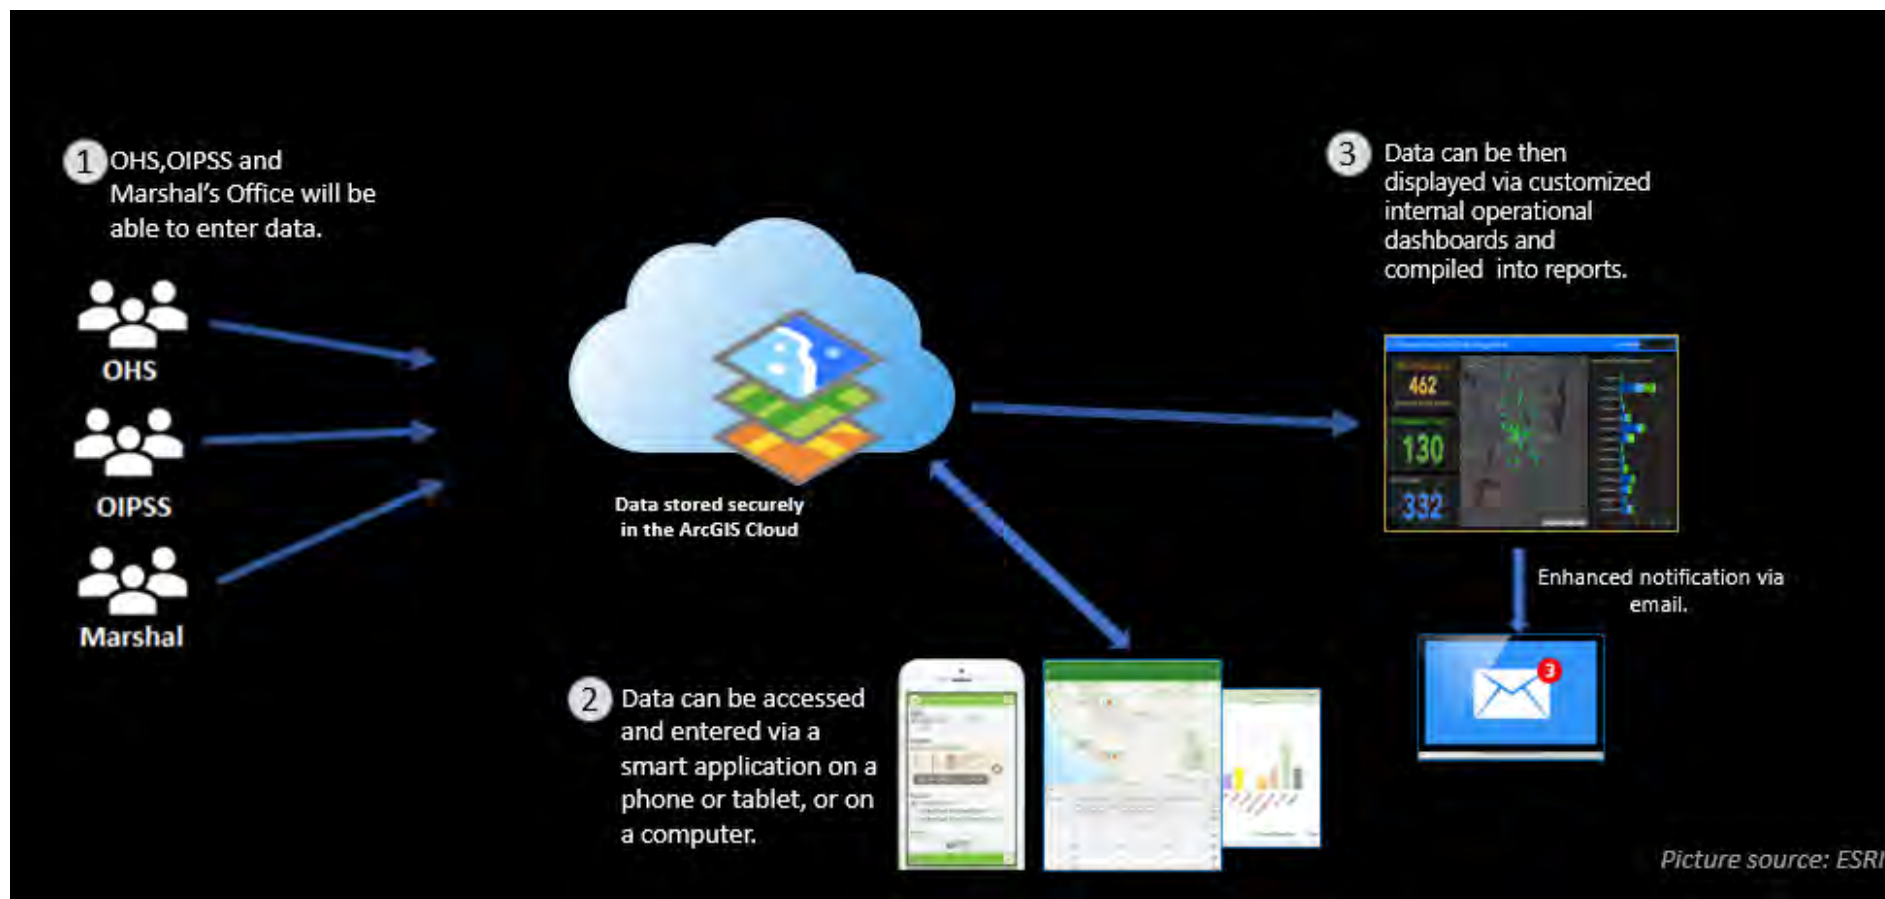 1 OHS,OIPSS and
Marshal's Office will be
able to enter data.
OHS
OIPSS
Marshal
Data stored securely
in the ArcGIS Cloud
2 Data can be accessed
and entered via a
smart application on a
phone or tablet, or on
a computer.
3 Data can be then
displayed via customized
internal operational
dashboards and
compiled into reports.
462
130
332
Enhanced notification via
email.
3
Picture source: ESRI